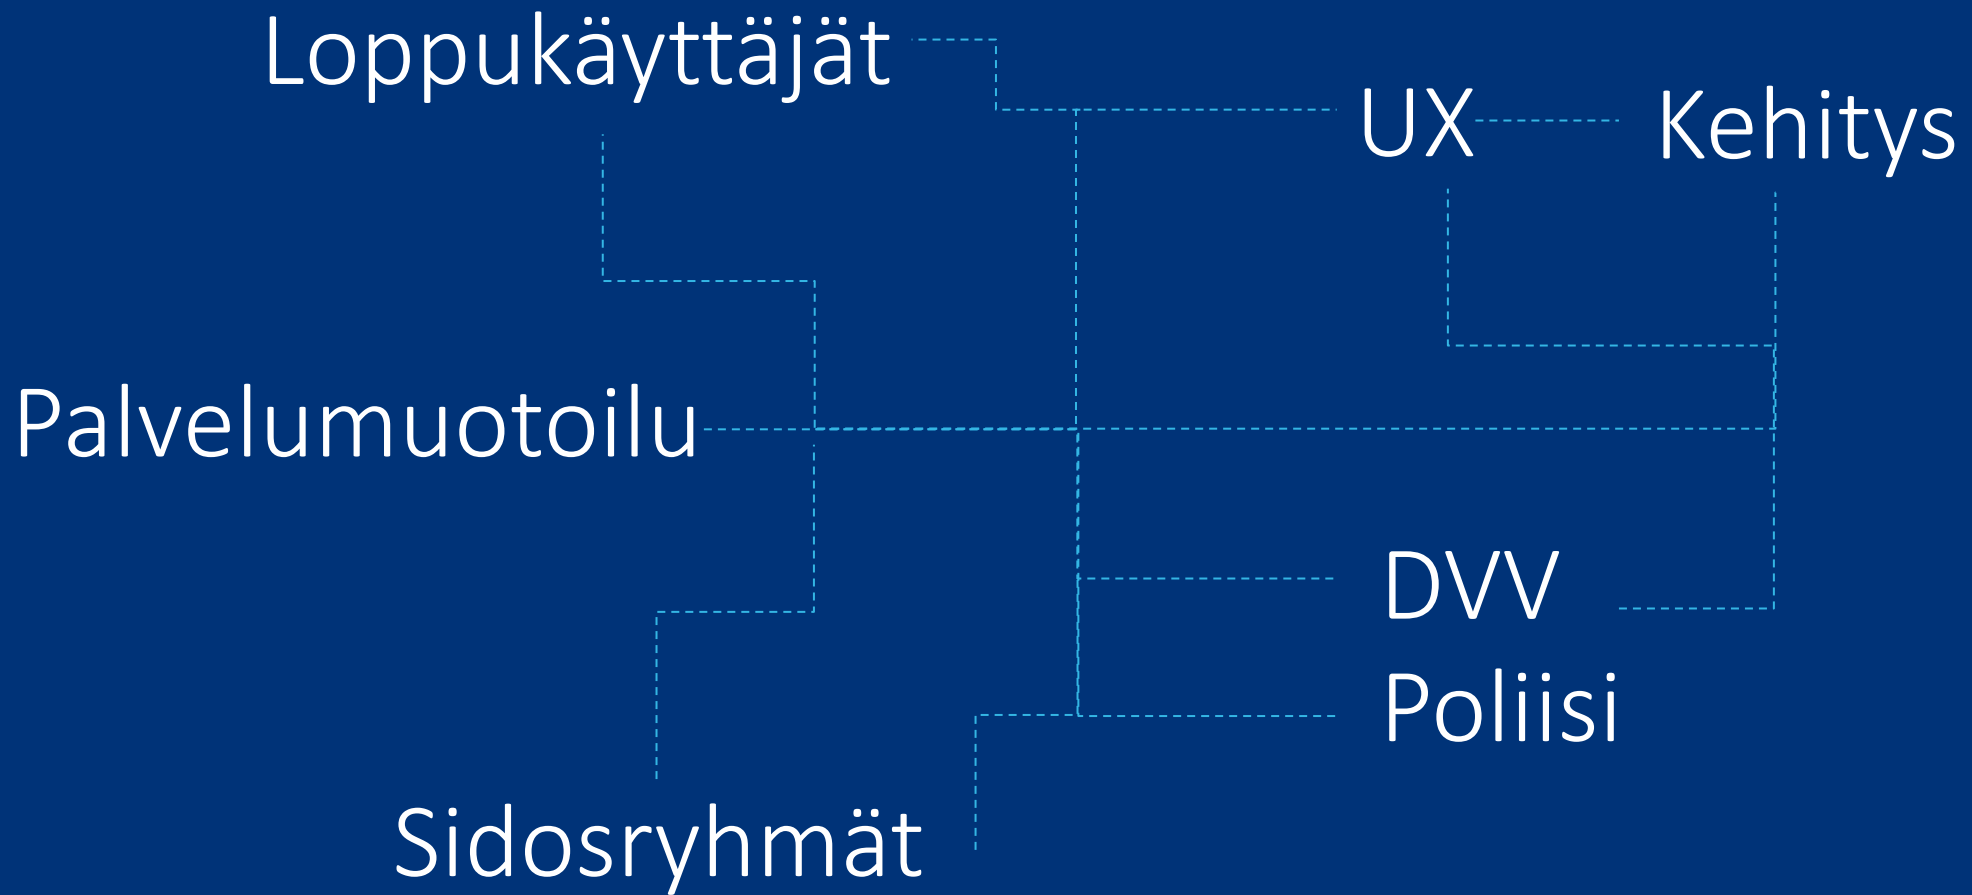 Loppukäyttäjät
UX
Kehitys
Palvelumuotoilu
DVV
Poliisi
Sidosryhmät